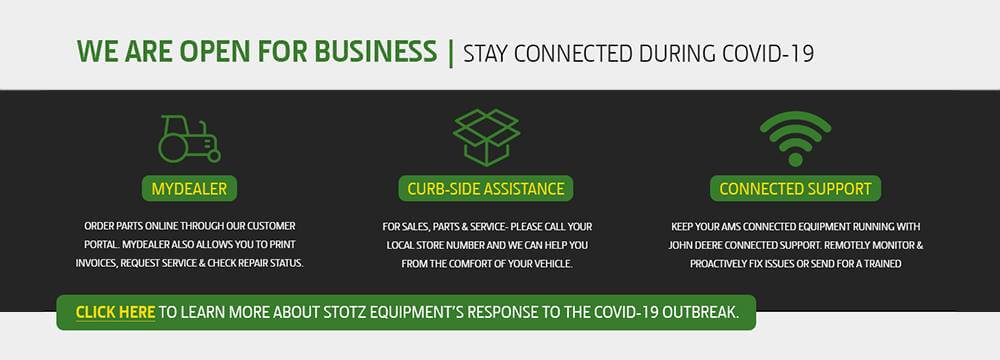 WE ARE OPEN FOR BUSINESS | STAY CONNECTED DURING COVID-19
MYDEALER
ORDER PARTS ONLINE THROUGH OUR CUSTOMER
PORTAL. MYDEALER ALSO ALLOWS YOU TO PRINT
INVOICES, REQUEST SERVICE & CHECK REPAIR STATUS.
CURB-SIDE ASSISTANCE
FOR SALES, PARTS & SERVICE- PLEASE CALL YOUR
LOCAL STORE NUMBER AND WE CAN HELP YOU
FROM THE COMFORT OF YOUR VEHICLE.
CONNECTED SUPPORT
KEEP YOUR AMS CONNECTED EQUIPMENT RUNNING WITH
JOHN DEERE CONNECTED SUPPORT. REMOTELY MONITOR &
PROACTIVELY FIX ISSUES OR SEND FOR A TRAINED
CLICK HERE TO LEARN MORE ABOUT STOTZ EQUIPMENT'S RESPONSE TO THE COVID-19 OUTBREAK.